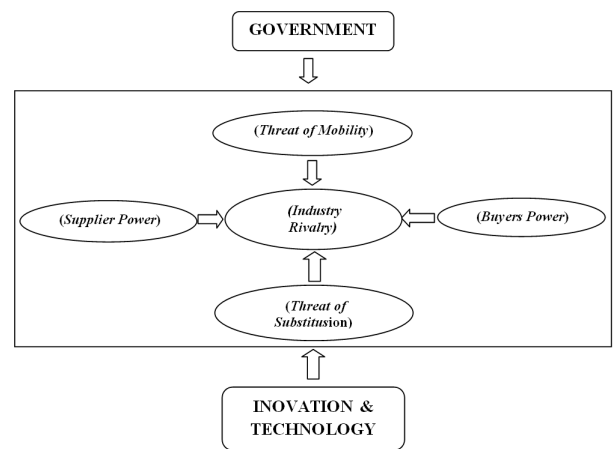 GOVERNMENT
(Threat of Mobility)
(Supplier Power)
(Industry
Rivalry)
(Buyers Power)
(Threat of
Substitusion)
INOVATION &
TECHNOLOGY